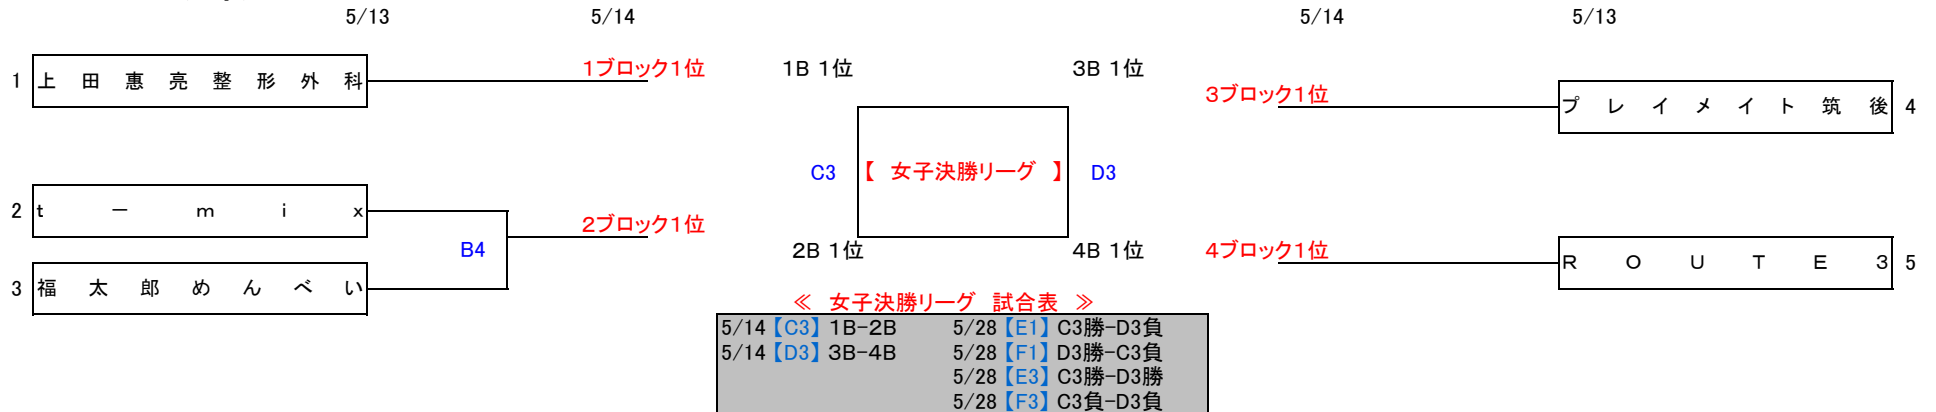 5/13 5/14 5/14 5/13
1 上田惠亮整形外科 1ブロック1位 1B 1位 3B 1位 3ブロック1位 プレイメイト筑後 4
C3 【 女子決勝リーグ 】 D3
2 t－mix 2ブロック1位
B4 2B 1位 4B 1位 4ブロック1位 ROUTE3 5
3 福太郎めんべい
≪ 女子決勝リーグ 試合表 ≫
5/14【C3】1B-2B 5/28【E1】C3勝-D3負
5/14【D3】3B-4B 5/28【F1】D3勝-C3負
5/28【E3】C3勝-D3勝
5/28【F3】C3負-D3負